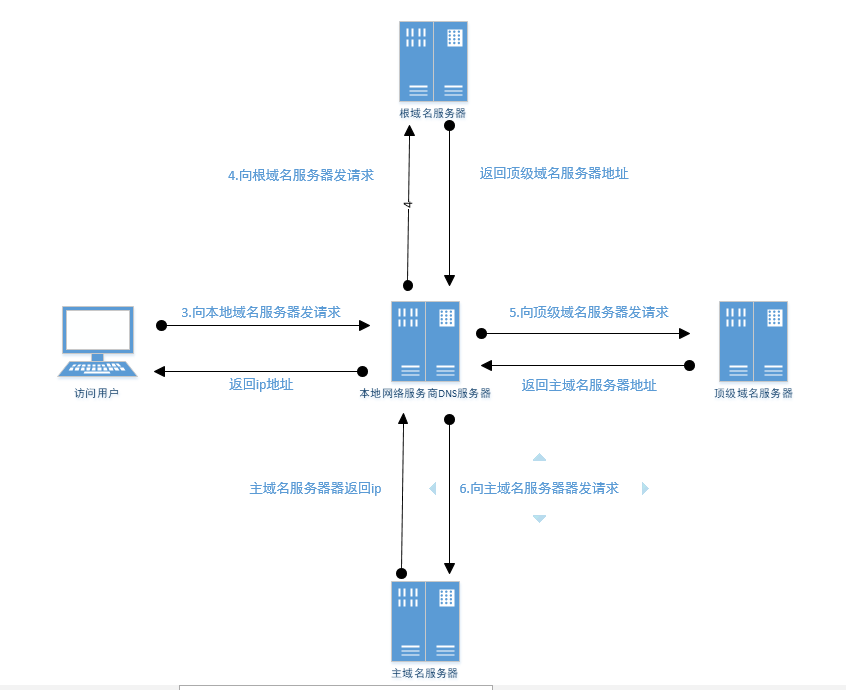 根域名服务器
4.向根域名服务器发请求
返回顶级域名服务器地址
4
3.向本地域名服务器发请求
5.向顶级域名服务器发请求
返回ip地址
返回主域名服务器地址
访问用户
本地网络服务商DNS服务器
顶级域名服务器
主域名服务器器返回ip
6.向主域名服务器器发请求
主域名服务器